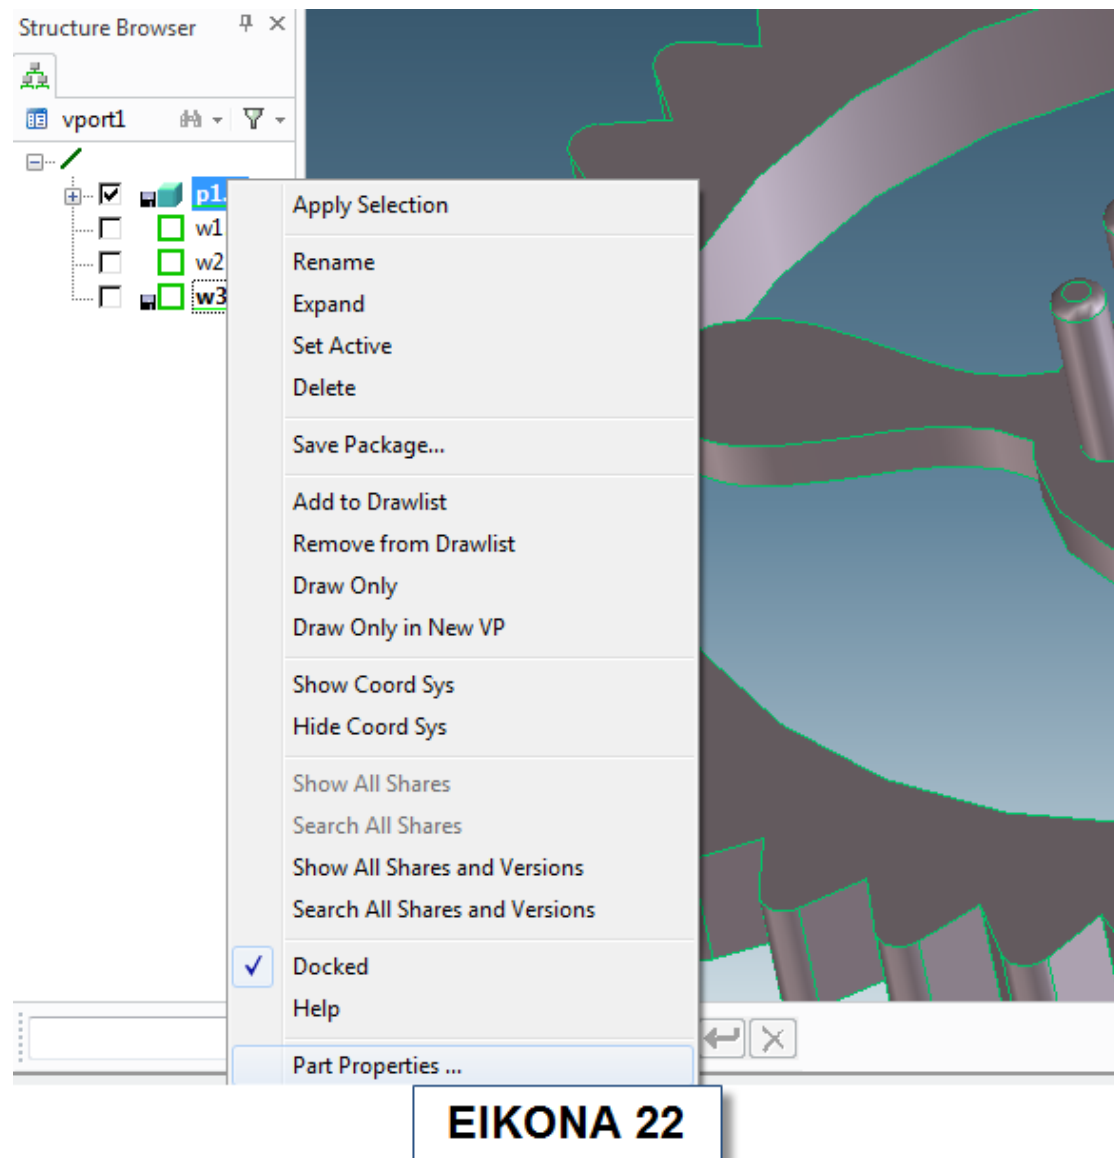 Structure Browser
vport1
p1.
w1
w2
w3
Apply Selection
Rename
Expand
Set Active
Delete
Save Package...
Add to Drawlist
Remove from Drawlist
Draw Only
Draw Only in New VP
Show Coord Sys
Hide Coord Sys
Show All Shares
Search All Shares
Show All Shares and Versions
Search All Shares and Versions
Docked
Help
Part Properties ...
ΕΙΚΟΝΑ 22